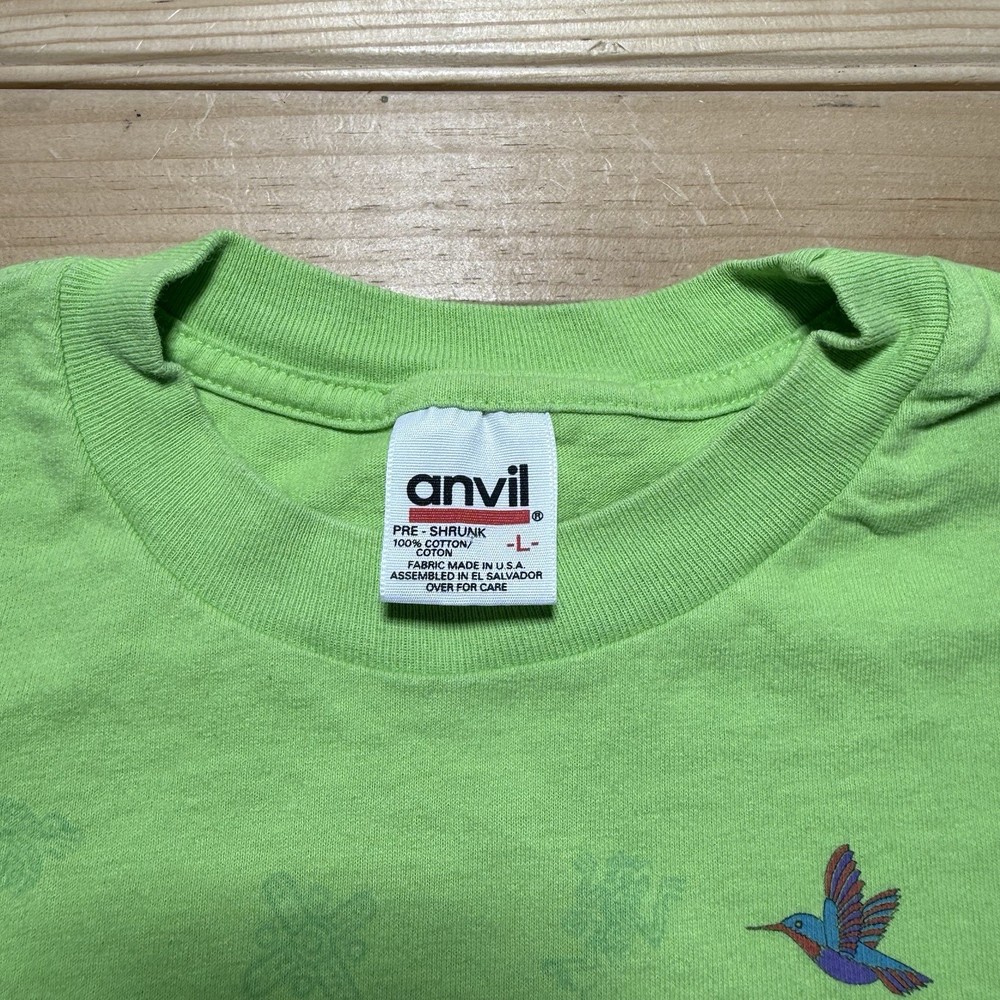 anvil®
PRE - SHRUNK
100% COTTON/
COTON
-L-
FABRIC MADE IN U.S.A.
ASSEMBLED IN EL SALVADOR
OVER FOR CARE